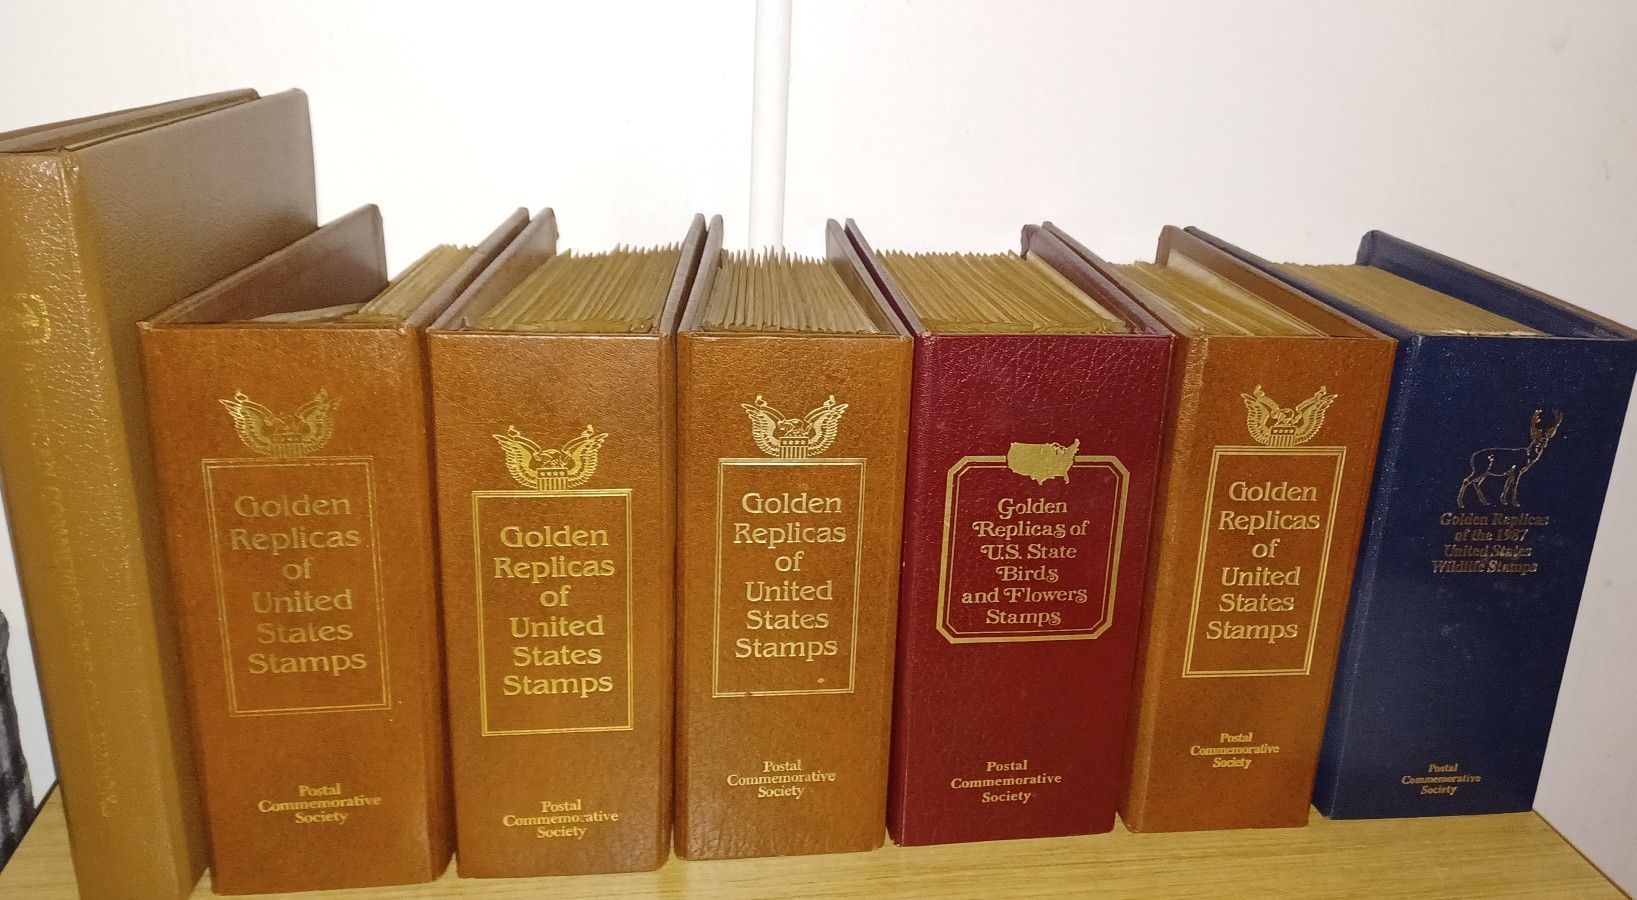 Golden
Replicas
of
United
States
Stamps
Postal
Commemorative
Society
Golden
Replicas
of
United
States
Stamps
Postal
Commemorative
Society
Golden
Replicas
of
United
States
Stamps
Postal
Commemorative
Society
Golden
Replicas of
U.S. State
Birds
and Flowers
Stamps
Postal
Commemorative
Society
Golden
Replicas
of
United
States
Stamps
Postal
Commemorative
Society
Golden Replicas
of the 1987
United States
Wildlife Stamps
Postal
Commemorative
Society